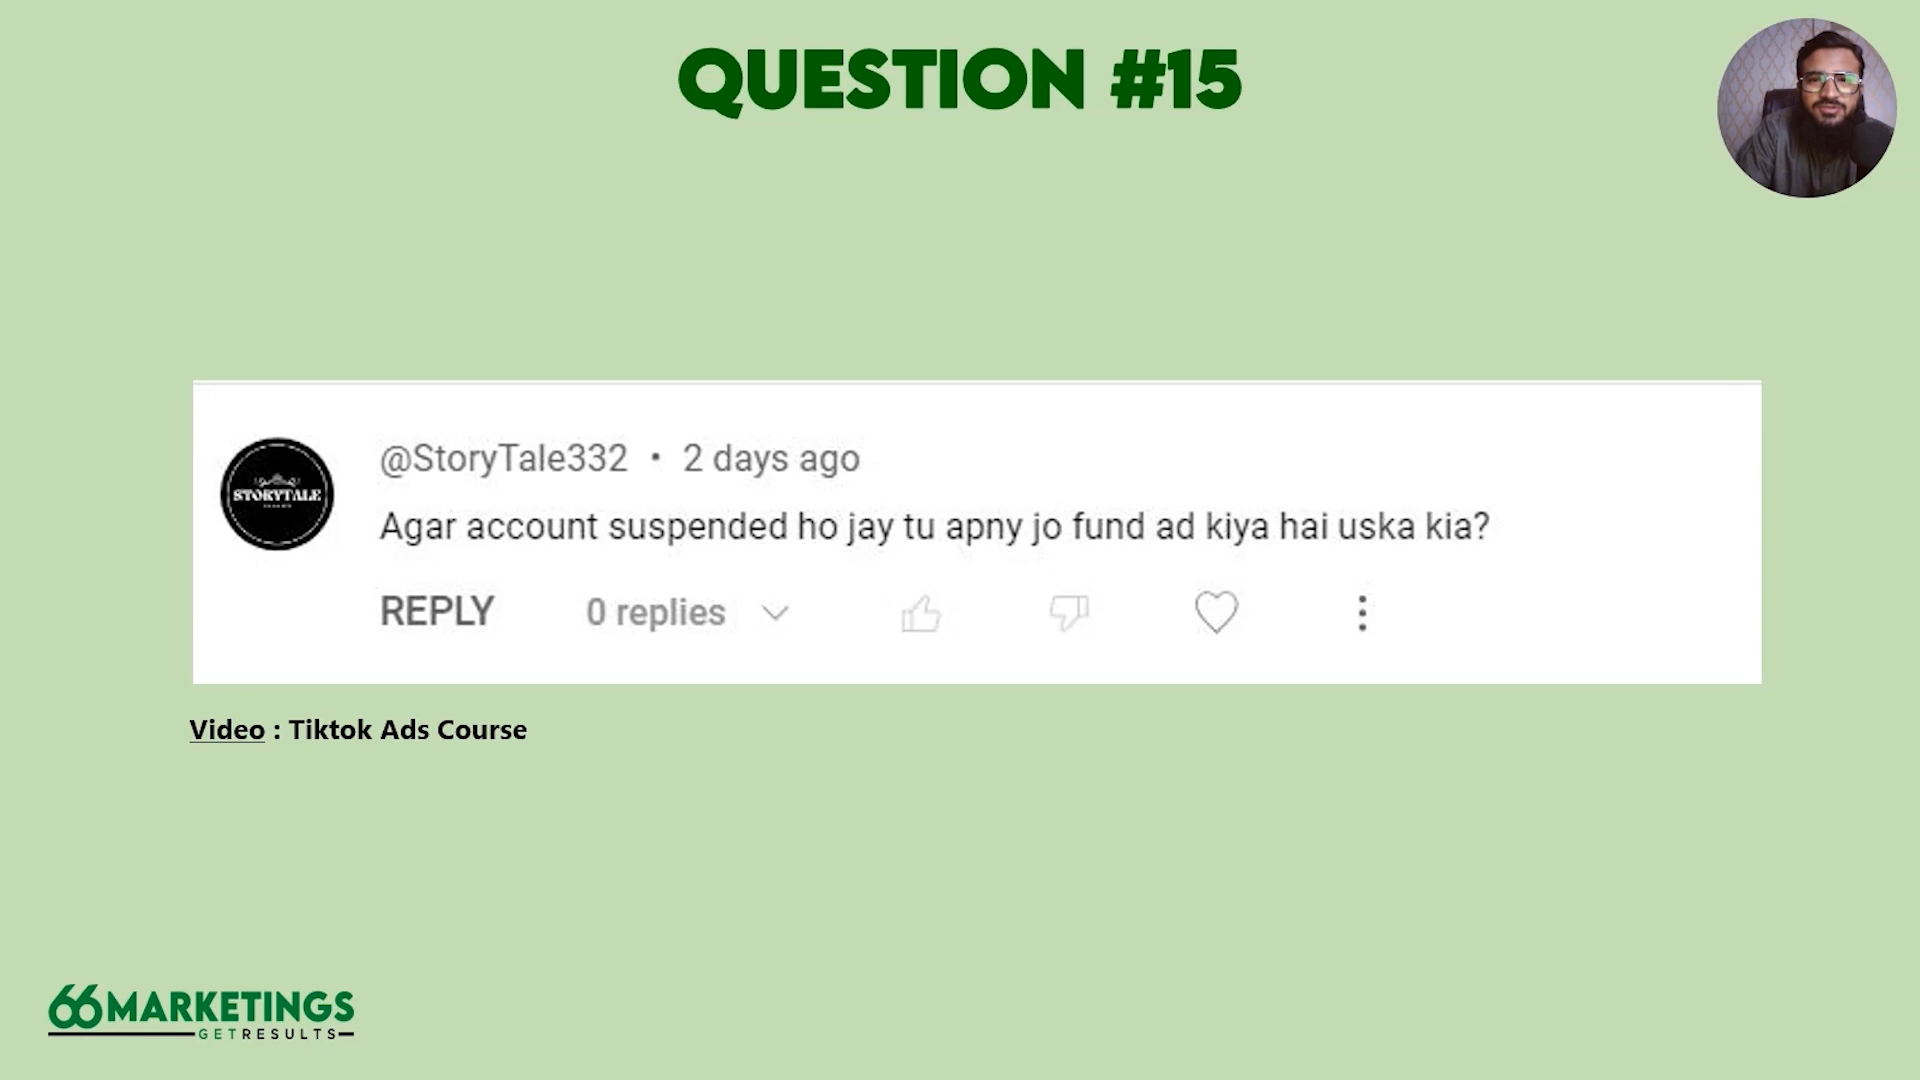 QUESTION #15
@StoryTale332 • 2 days ago
STORYTALE
Agar account suspended ho jay tu apny jo fund ad kiya hai uska kia?
REPLY 0 replies
Video : Tiktok Ads Course
66MARKETINGS
GETRESULTS